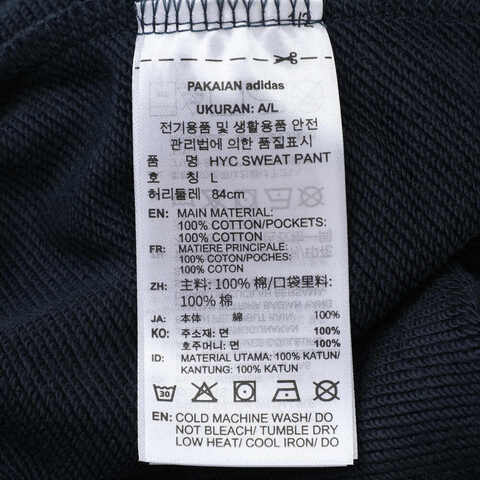 1/2
PAKAIAN adidas
UKURAN: A/L
전기용품 및 생활용품 안전
관리법에 의한 품질표시
품 명 HYC SWEAT PANT
호 칭 L
허리둘레 84cm
EN: MAIN MATERIAL:
100% COTTON/POCKETS:
100% COTTON
FR: MATIERE PRINCIPALE:
100% COTON/POCHES:
100% COTON
ZH: 主料: 100% 棉/口袋里料:
100% 棉
JA: 本体 綿 100%
KO: 주소재: 면 100%
호주머니: 면 100%
ID: MATERIAL UTAMA: 100% KATUN/
KANTUNG: 100% KATUN
30
EN: COLD MACHINE WASH/ DO
NOT BLEACH/ TUMBLE DRY
LOW HEAT/ COOL IRON/ DO